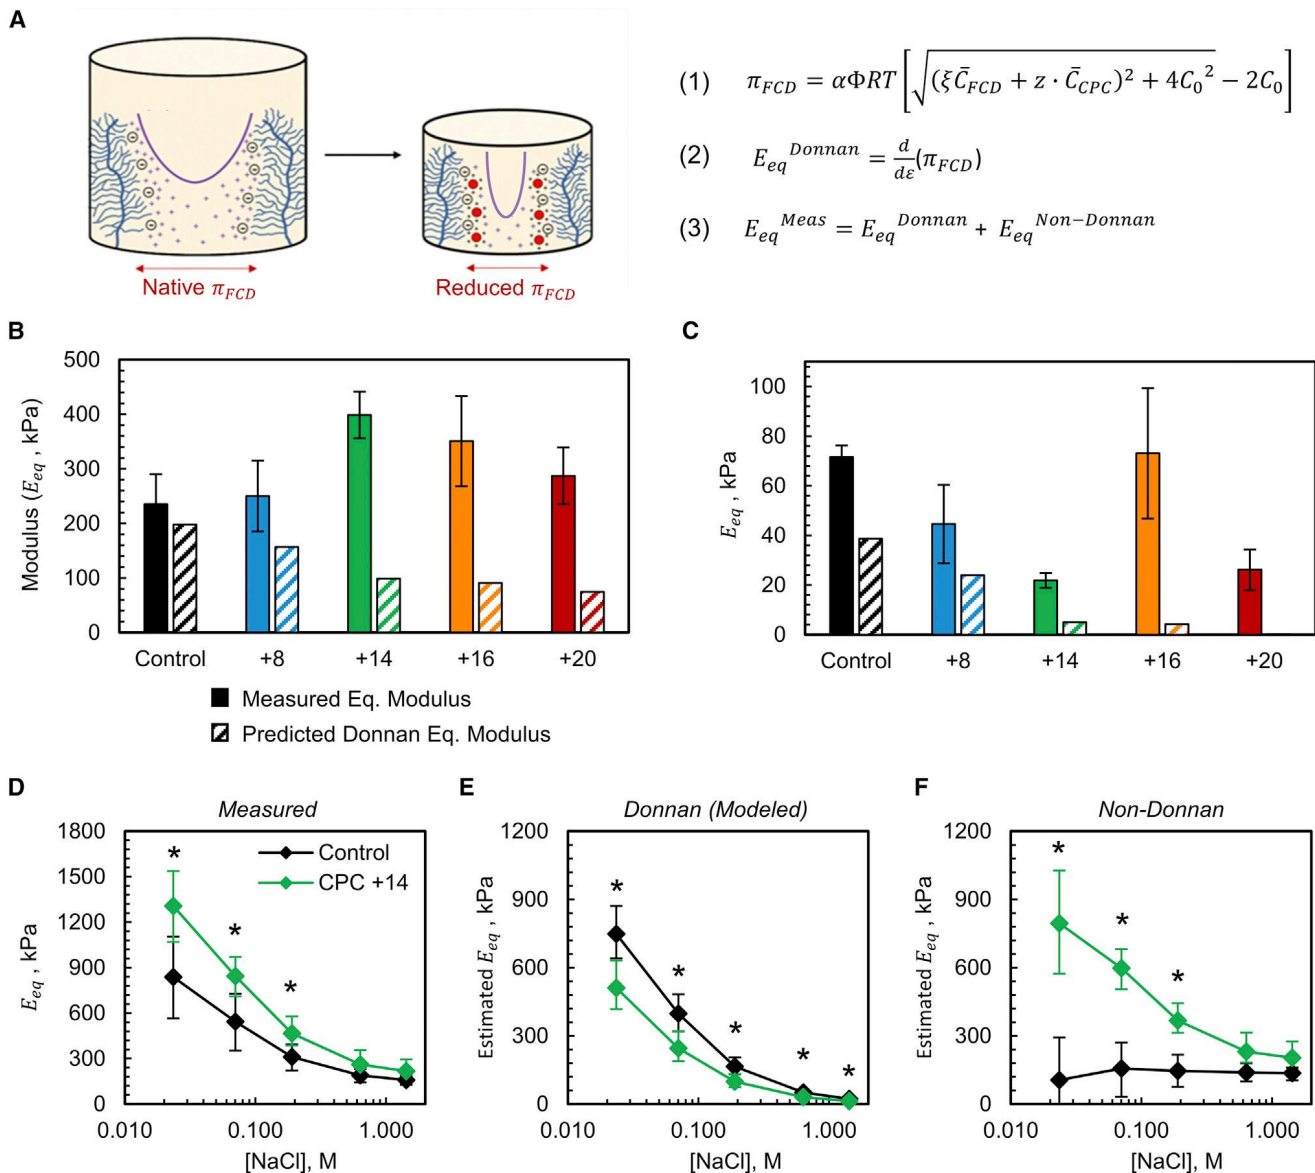 A
Native π_FCD
Reduced π_FCD
(1) π_FCD = αΦRT [√((ξC̄_FCD + z · C̄_CPC)² + 4C₀²) − 2C₀]
(2) E_eq^Donnan = d/dε (π_FCD)
(3) E_eq^Meas = E_eq^Donnan + E_eq^Non−Donnan
B
Modulus (E_eq , kPa)
500
400
300
200
100
0
Control +8 +14 +16 +20
Measured Eq. Modulus
Predicted Donnan Eq. Modulus
C
E_eq , kPa
100
80
60
40
20
0
Control +8 +14 +16 +20
D
Measured
E_eq , kPa
1800
1500
1200
900
600
300
0
Control
CPC +14
* * *
0.010 0.100 1.000
[NaCl], M
E
Donnan (Modeled)
Estimated E_eq , kPa
1200
900
600
300
0
* * * * *
0.010 0.100 1.000
[NaCl], M
F
Non-Donnan
Estimated E_eq , kPa
1200
900
600
300
0
* * *
0.010 0.100 1.000
[NaCl], M